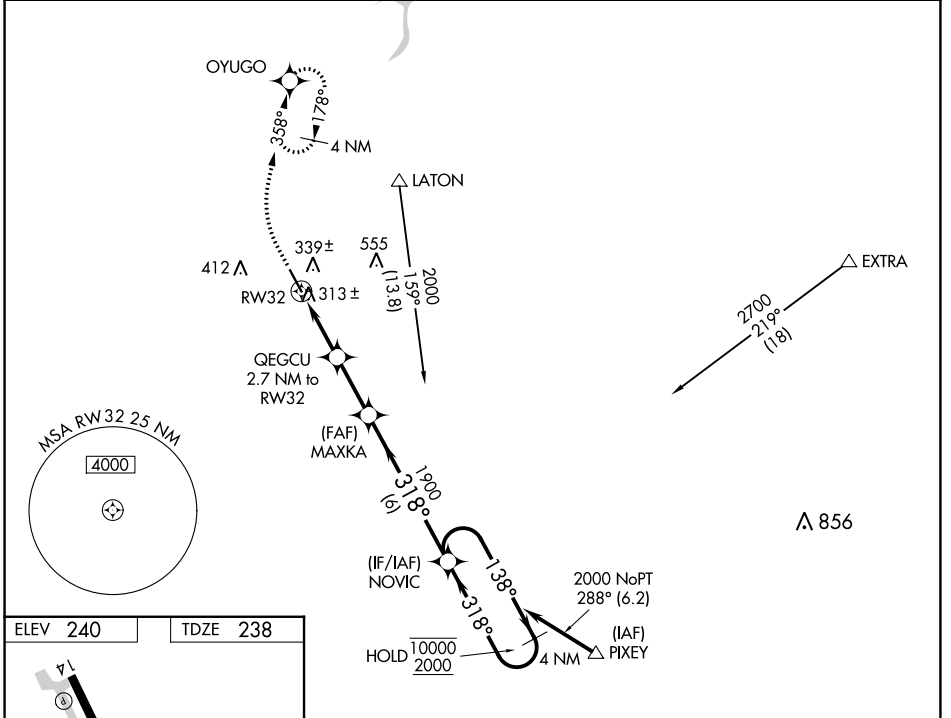 OYUGO
358°
178°
4 NM
LATON
2000
159°
(13.8)
412
339±
555
RW32
313±
EXTRA
2700
219°
(18)
QEGCU
2.7 NM to
RW32
(FAF)
MAXKA
1900
318°
(6)
MSA RW32 25 NM
4000
856
(IF/IAF)
NOVIC
138°
318°
2000 NoPT
288° (6.2)
(IAF)
PIXEY
HOLD 10000
2000
4 NM
ELEV 240
TDZE 238
14
P